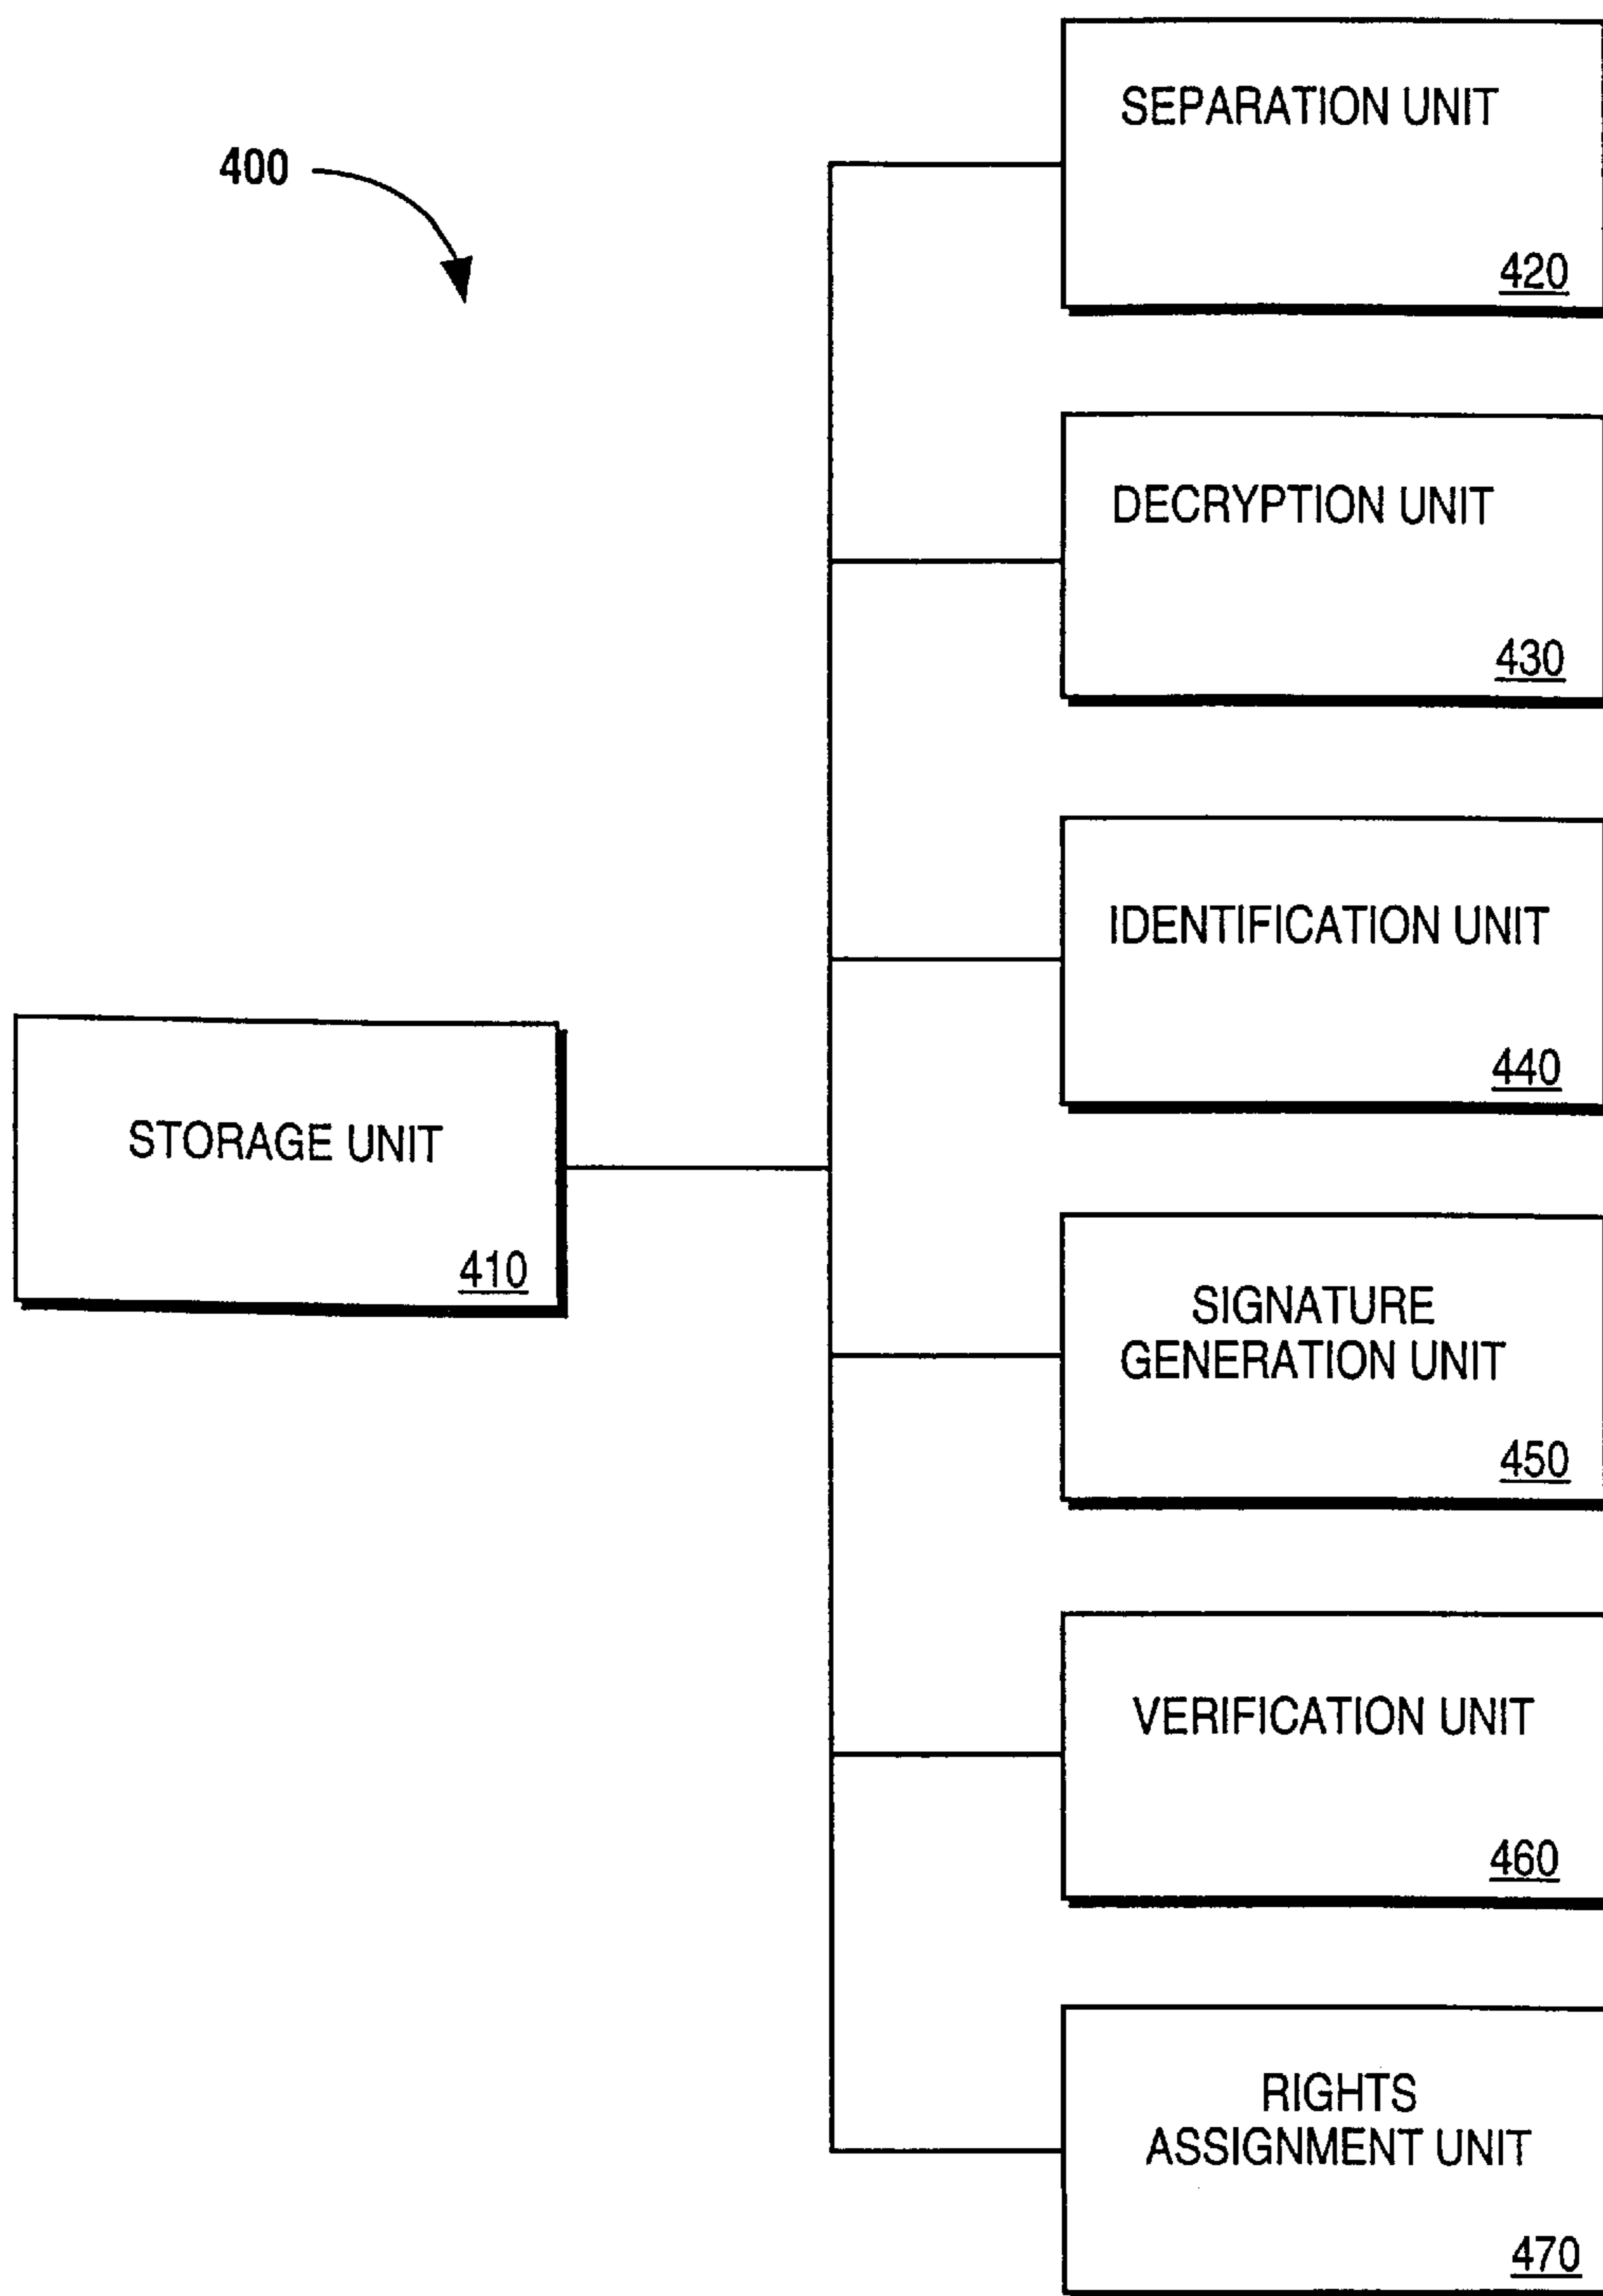 400
SEPARATION UNIT
420
DECRYPTION UNIT
430
IDENTIFICATION UNIT
440
STORAGE UNIT
410
SIGNATURE
GENERATION UNIT
450
VERIFICATION UNIT
460
RIGHTS
ASSIGNMENT UNIT
470